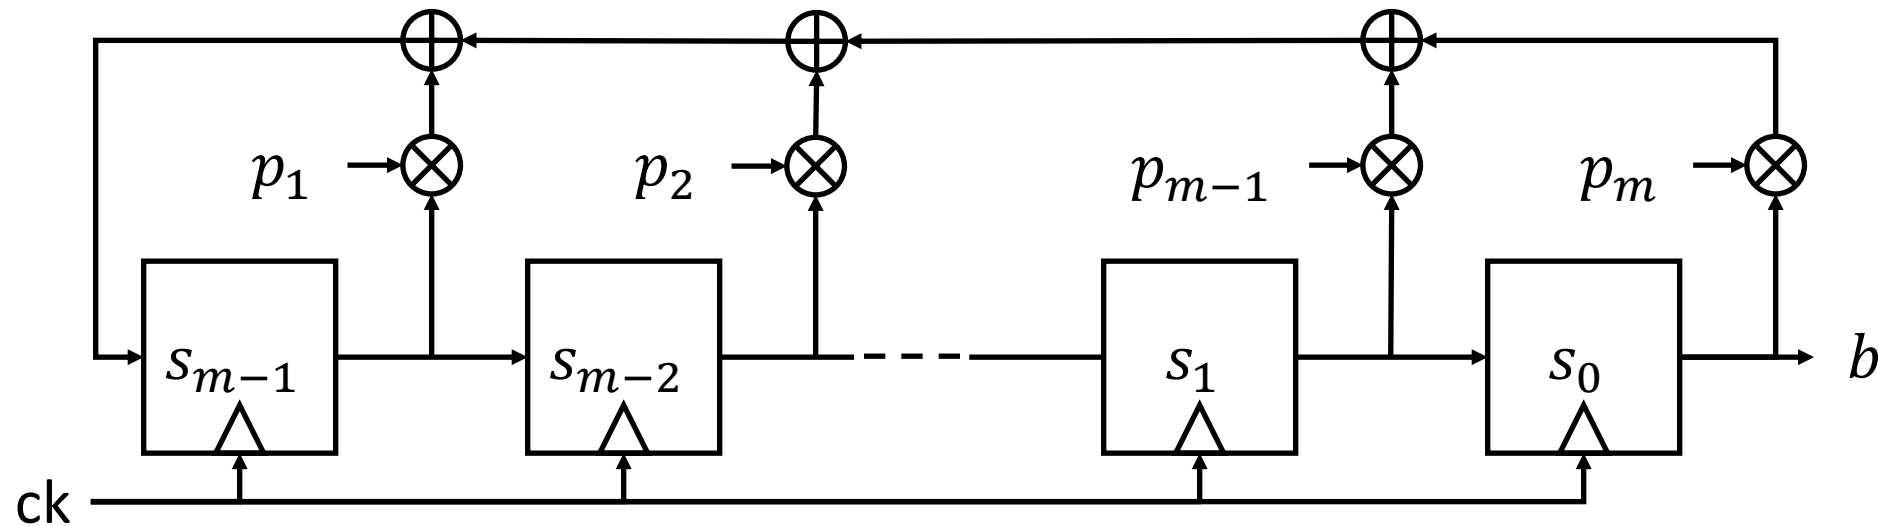 p₁ p₂ pₘ₋₁ pₘ
sₘ₋₁ sₘ₋₂ s₁ s₀ b
ck